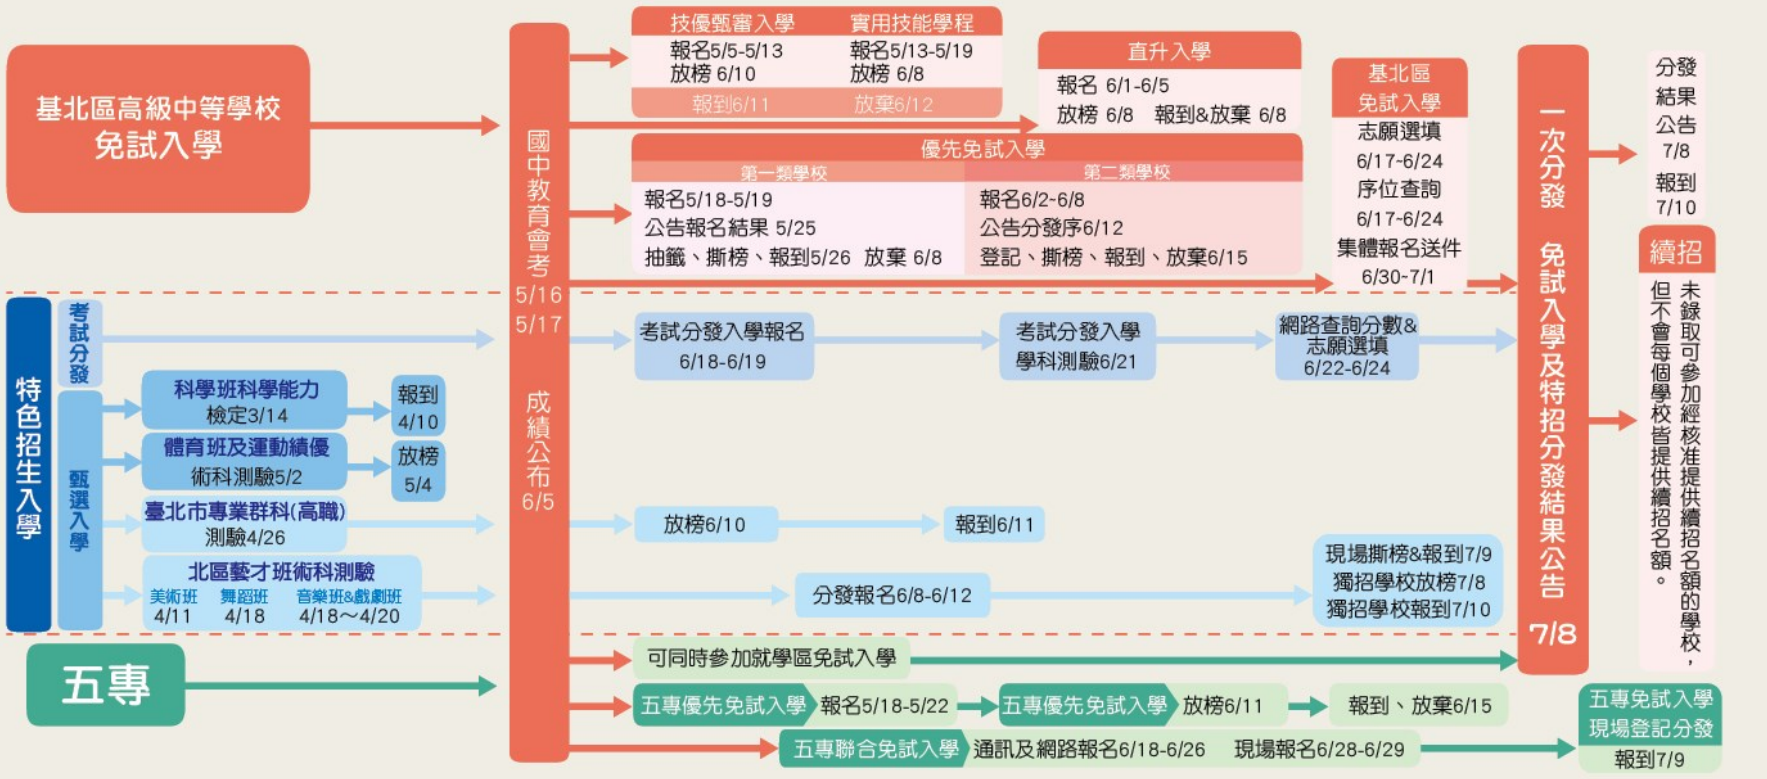 基北區高級中等學校
免試入學
國中教育會考
5/16
5/17
成績公布
6/5
技優甄審入學
報名5/5-5/13
放榜 6/10
報到6/11
實用技能學程
報名5/13-5/19
放榜 6/8
放棄6/12
直升入學
報名 6/1-6/5
放榜 6/8 報到&放棄 6/8
優先免試入學
第一類學校
報名5/18-5/19
公告報名結果 5/25
抽籤、撕榜、報到5/26 放棄 6/8
第二類學校
報名6/2~6/8
公告分發序6/12
登記、撕榜、報到、放棄6/15
基北區
免試入學
志願選填
6/17-6/24
序位查詢
6/17~6/24
集體報名送件
6/30~7/1
一次分發 免試入學及特招分發結果公告 7/8
分發
結果
公告
7/8
報到
7/10
續招
未錄取可參加經核准提供續招名額的學校，
但不會每個學校皆提供續招名額。
特色招生入學
考試分發
考試分發入學報名
6/18-6/19
考試分發入學
學科測驗6/21
網路查詢分數&
志願選填
6/22-6/24
甄選入學
科學班科學能力
檢定3/14
報到
4/10
體育班及運動績優
術科測驗5/2
放榜
5/4
臺北市專業群科(高職)
測驗4/26
放榜6/10
報到6/11
北區藝才班術科測驗
美術班 舞蹈班 音樂班&戲劇班
4/11 4/18 4/18～4/20
分發報名6/8-6/12
現場撕榜&報到7/9
獨招學校放榜7/8
獨招學校報到7/10
五專
可同時參加就學區免試入學
五專優先免試入學 報名5/18-5/22
五專優先免試入學 放榜6/11
報到、放棄6/15
五專聯合免試入學 通訊及網路報名6/18-6/26 現場報名6/28-6/29
五專免試入學
現場登記分發
報到7/9